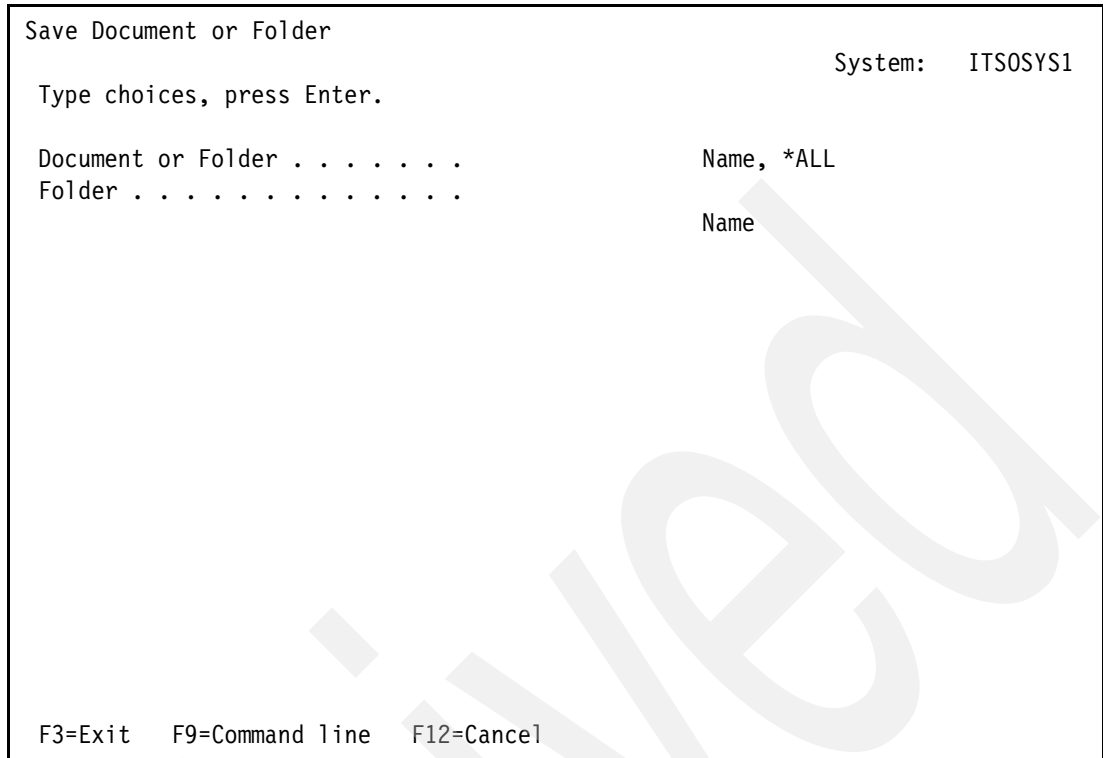 Save Document or Folder
System: ITSOSYS1
Type choices, press Enter.
Document or Folder . . . . . . . Name, *ALL
Folder . . . . . . . . . . . . .
Name
F3=Exit F9=Command line F12=Cancel
ived